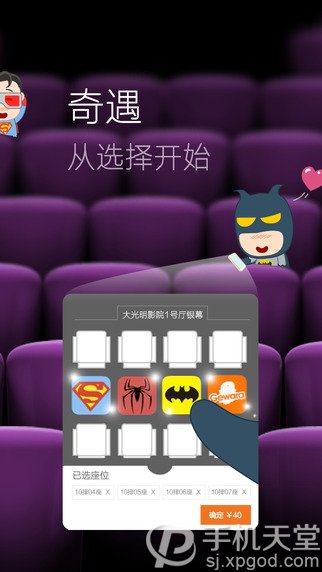 奇遇
从选择开始
大光明影院1号厅银幕
Gewara
已选座位
10排04座 X
10排05座 X
10排06座 X
10排07座 X
确定 ￥40
手机天堂
sj.xpgod.com